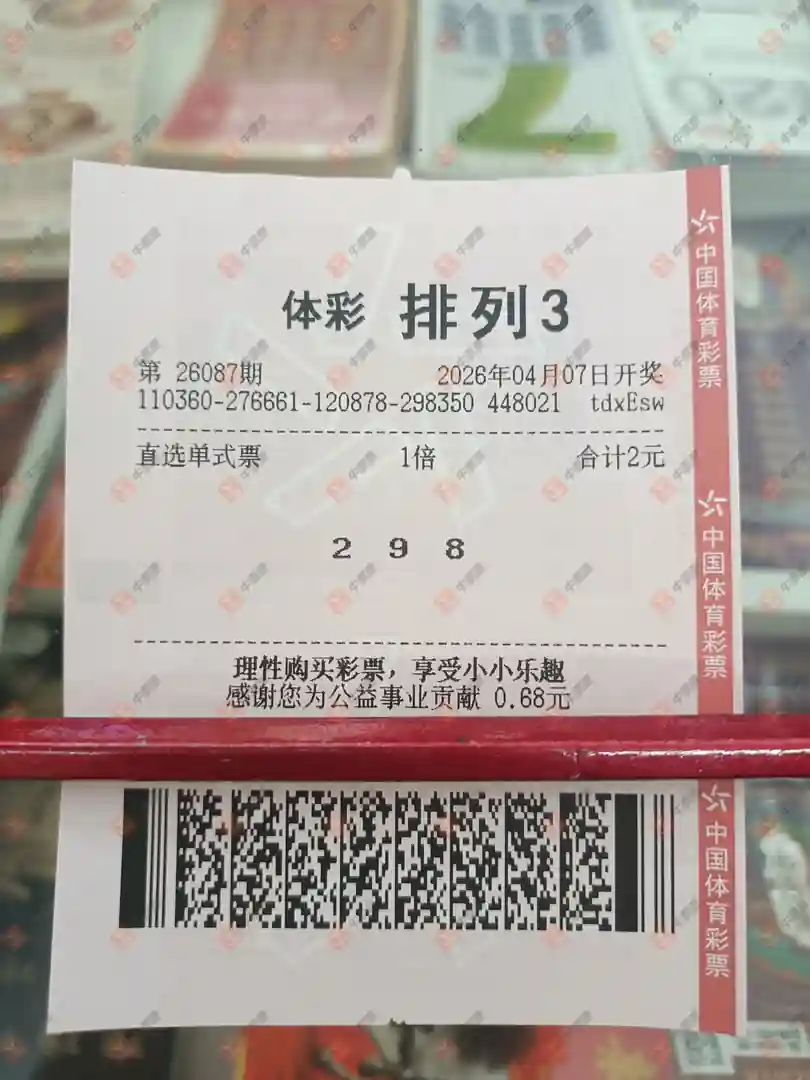 体彩 排列3
第 26087期 2026年04月07日开奖
110360-276661-120878-298350 448021 tdxEsw
直选单式票 1倍 合计2元
2 9 8
理性购买彩票，享受小小乐趣
感谢您为公益事业贡献 0.68元
中国体育彩票
中国体育彩票
中国体育彩票